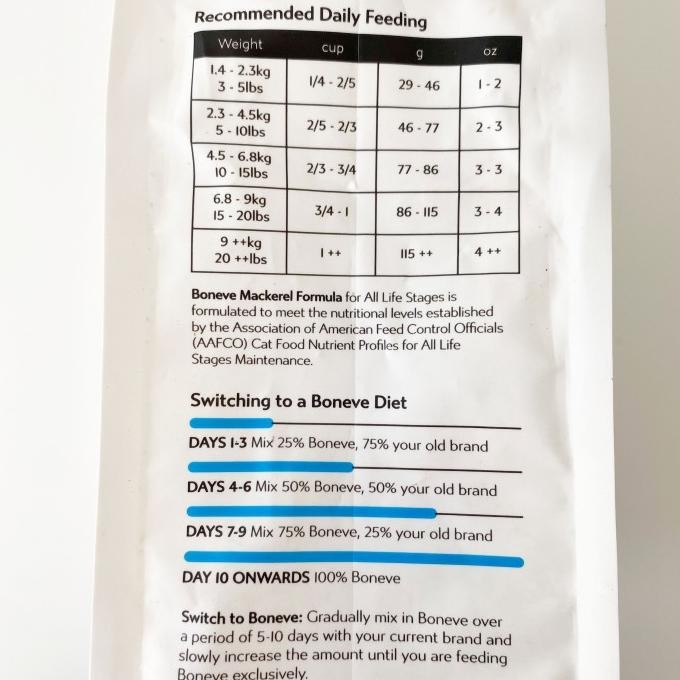 Recommended Daily Feeding
Weight cup g oz
1.4 - 2.3kg
3 - 5lbs 1/4 - 2/5 29 - 46 1 - 2
2.3 - 4.5kg
5 - 10lbs 2/5 - 2/3 46 - 77 2 - 3
4.5 - 6.8kg
10 - 15lbs 2/3 - 3/4 77 - 86 3 - 3
6.8 - 9kg
15 - 20lbs 3/4 - 1 86 - 115 3 - 4
9 ++kg
20 ++lbs 1 ++ 115 ++ 4 ++
Boneve Mackerel Formula for All Life Stages is
formulated to meet the nutritional levels established
by the Association of American Feed Control Officials
(AAFCO) Cat Food Nutrient Profiles for All Life
Stages Maintenance.
Switching to a Boneve Diet
DAYS 1-3 Mix 25% Boneve, 75% your old brand
DAYS 4-6 Mix 50% Boneve, 50% your old brand
DAYS 7-9 Mix 75% Boneve, 25% your old brand
DAY 10 ONWARDS 100% Boneve
Switch to Boneve: Gradually mix in Boneve over
a period of 5-10 days with your current brand and
slowly increase the amount until you are feeding
Boneve exclusively.